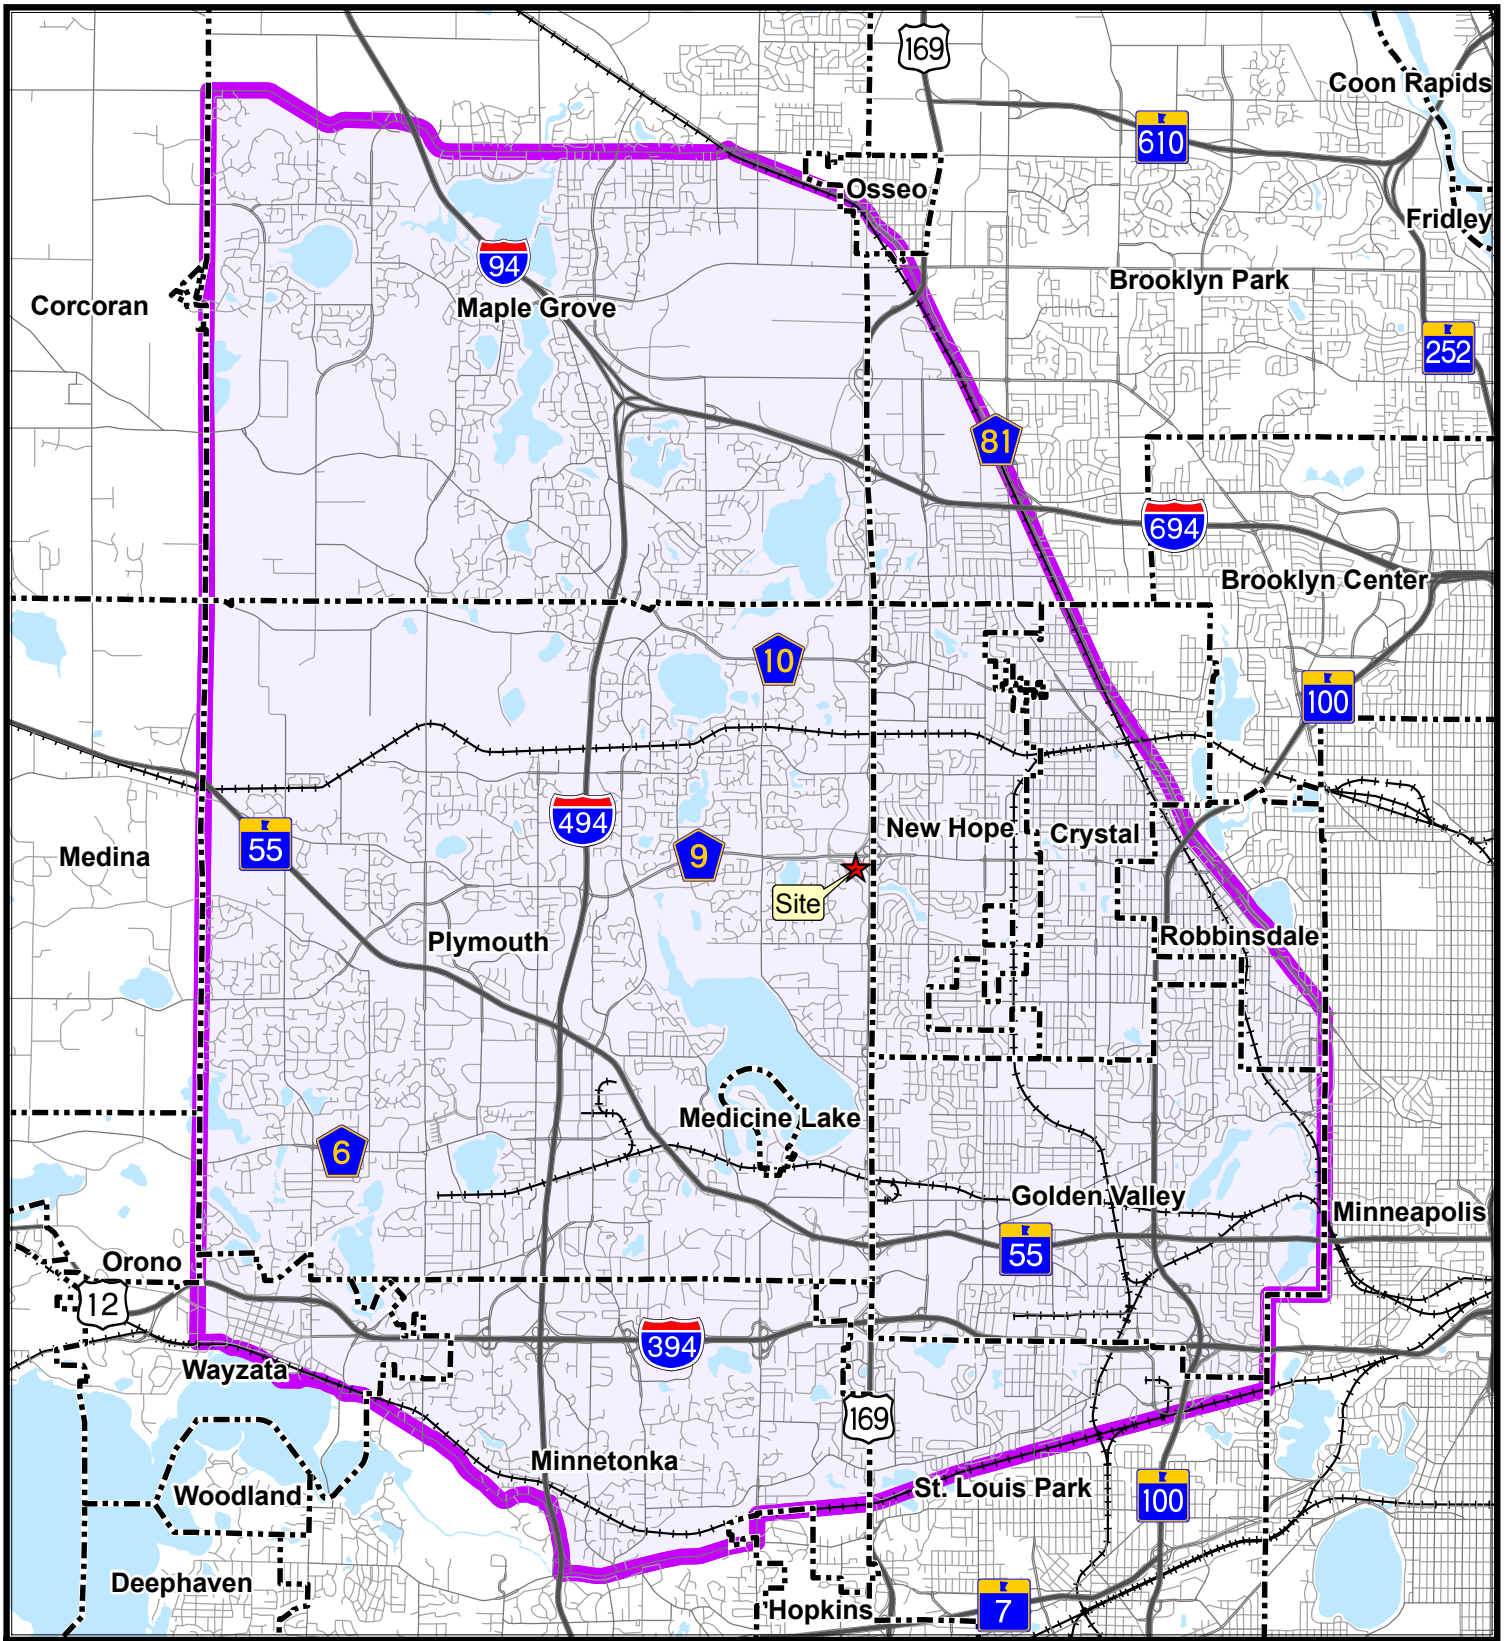 169
Coon Rapids
610
Osseo
Fridley
94
Brooklyn Park
Corcoran
Maple Grove
252
81
694
Brooklyn Center
10
100
494
New Hope
Crystal
55
Medina
9
Site
Plymouth
Robbinsdale
Medicine Lake
6
Golden Valley
Minneapolis
55
Orono
12
394
Wayzata
169
Minnetonka
St. Louis Park
Woodland
100
Deephaven
Hopkins
7